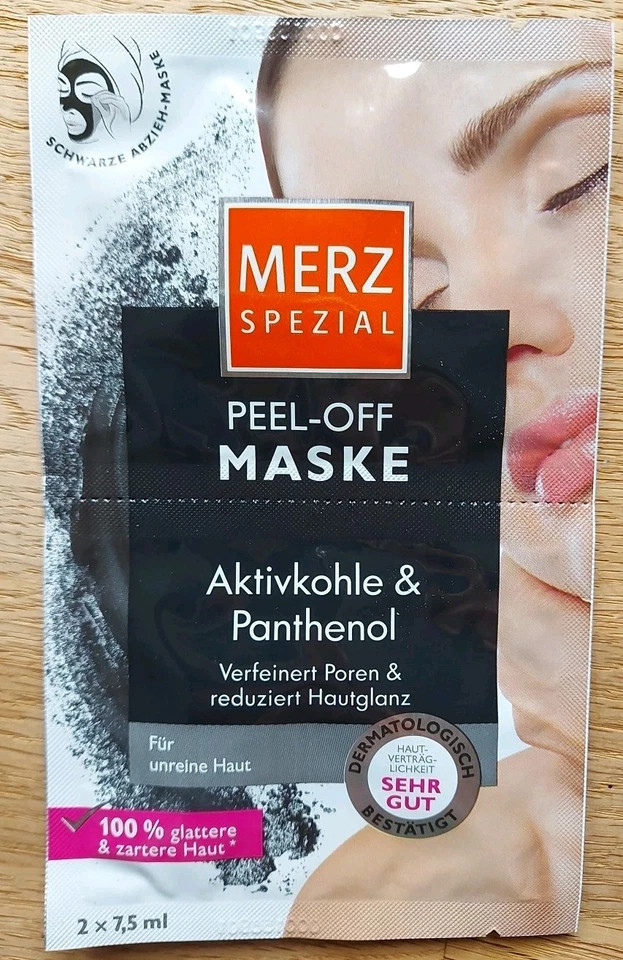 SCHWARZE ABZIEH-MASKE
MERZ
SPEZIAL
PEEL-OFF
MASKE
Aktivkohle &
Panthenol
Verfeinert Poren &
reduziert Hautglanz
Für
unreine Haut
DERMATOLOGISCH
HAUT-
VERTRÄG-
LICHKEIT
SEHR
GUT
BESTÄTIGT
100 % glattere
& zartere Haut*
2 x 7,5 ml